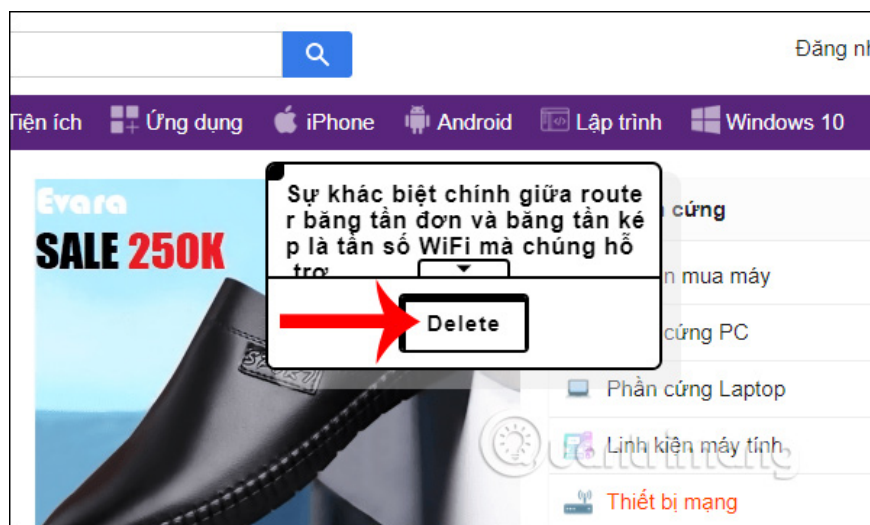 Đăng nh
Tiện ích
Ứng dụng
iPhone
Android
Lập trình
Windows 10
Evara
SALE 250K
Sự khác biệt chính giữa route
r băng tần đơn và băng tần ké
p là tần số WiFi mà chúng hỗ
trợ
Delete
SPORT
cứng
n mua máy
cứng PC
Phần cứng Laptop
Linh kiện máy tính
Quantrimang
Thiết bị mạng